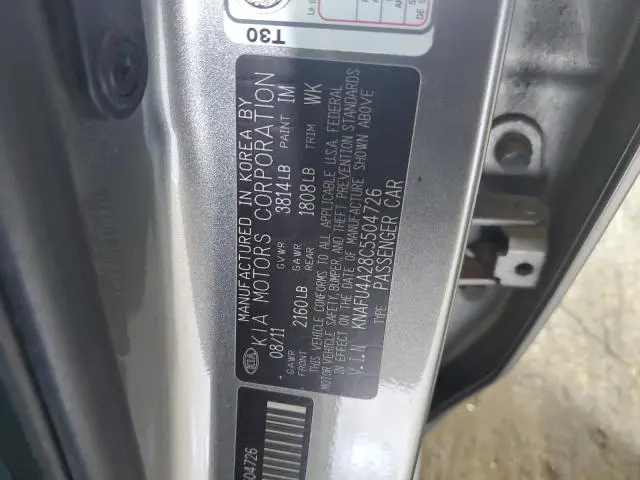 T30
MANUFACTURED IN KOREA BY
KIA MOTORS CORPORATION
08/11 GVWR 3814LB PAINT IM
GAWR FRONT 2160LB GAWR REAR 1808LB TRIM WK
THIS VEHICLE CONFORMS TO ALL APPLICABLE U.S.A. FEDERAL
MOTOR VEHICLE SAFETY, BUMPER, AND THEFT PREVENTION STANDARDS
IN EFFECT ON THE DATE OF MANUFACTURE SHOWN ABOVE
V.I.N KNAFU4A28C5504726
TYPE PASSENGER CAR
KIA
04726